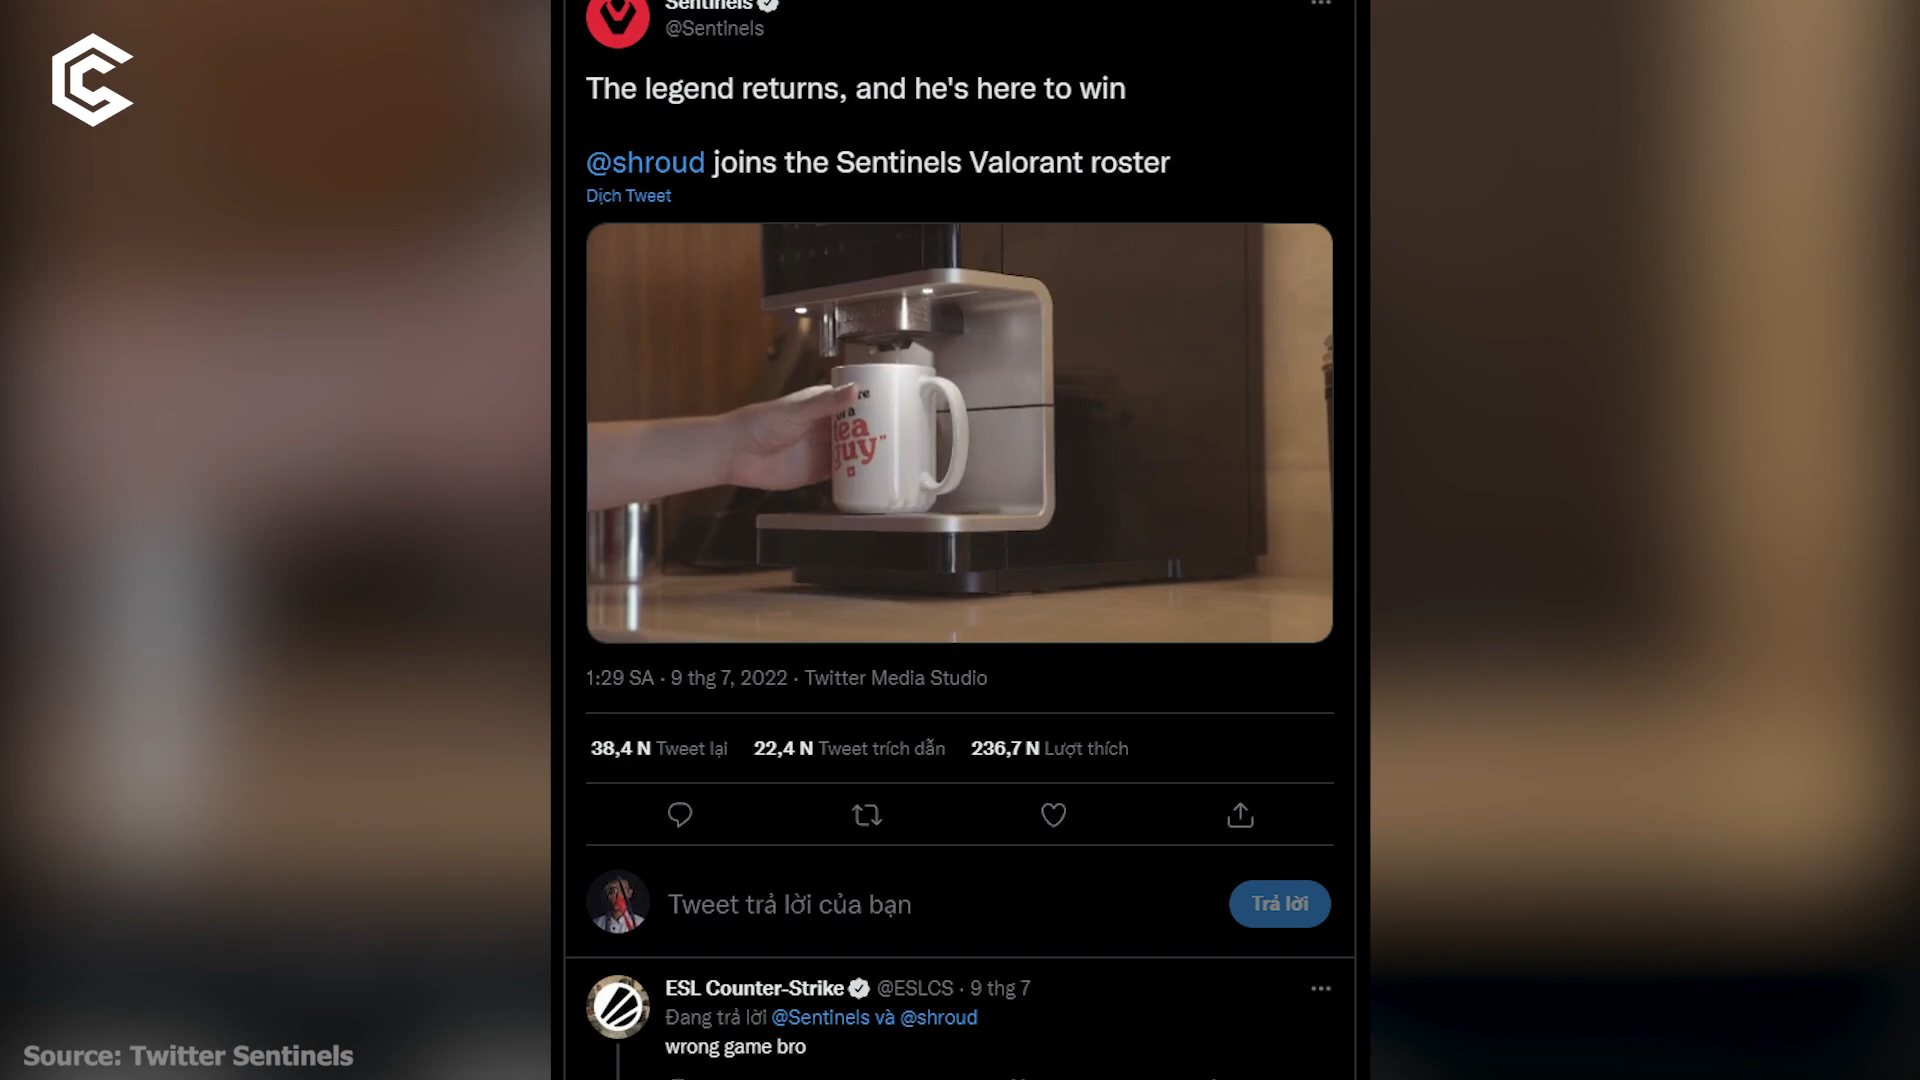 Sentinels
@Sentinels
The legend returns, and he's here to win
@shroud joins the Sentinels Valorant roster
Dịch Tweet
re
a
tea
guy"
1:29 SA · 9 thg 7, 2022 · Twitter Media Studio
38,4 N Tweet lại 22,4 N Tweet trích dẫn 236,7 N Lượt thích
Tweet trả lời của bạn
Trả lời
ESL Counter-Strike @ESLCS · 9 thg 7
Đang trả lời @Sentinels và @shroud
wrong game bro
Source: Twitter Sentinels